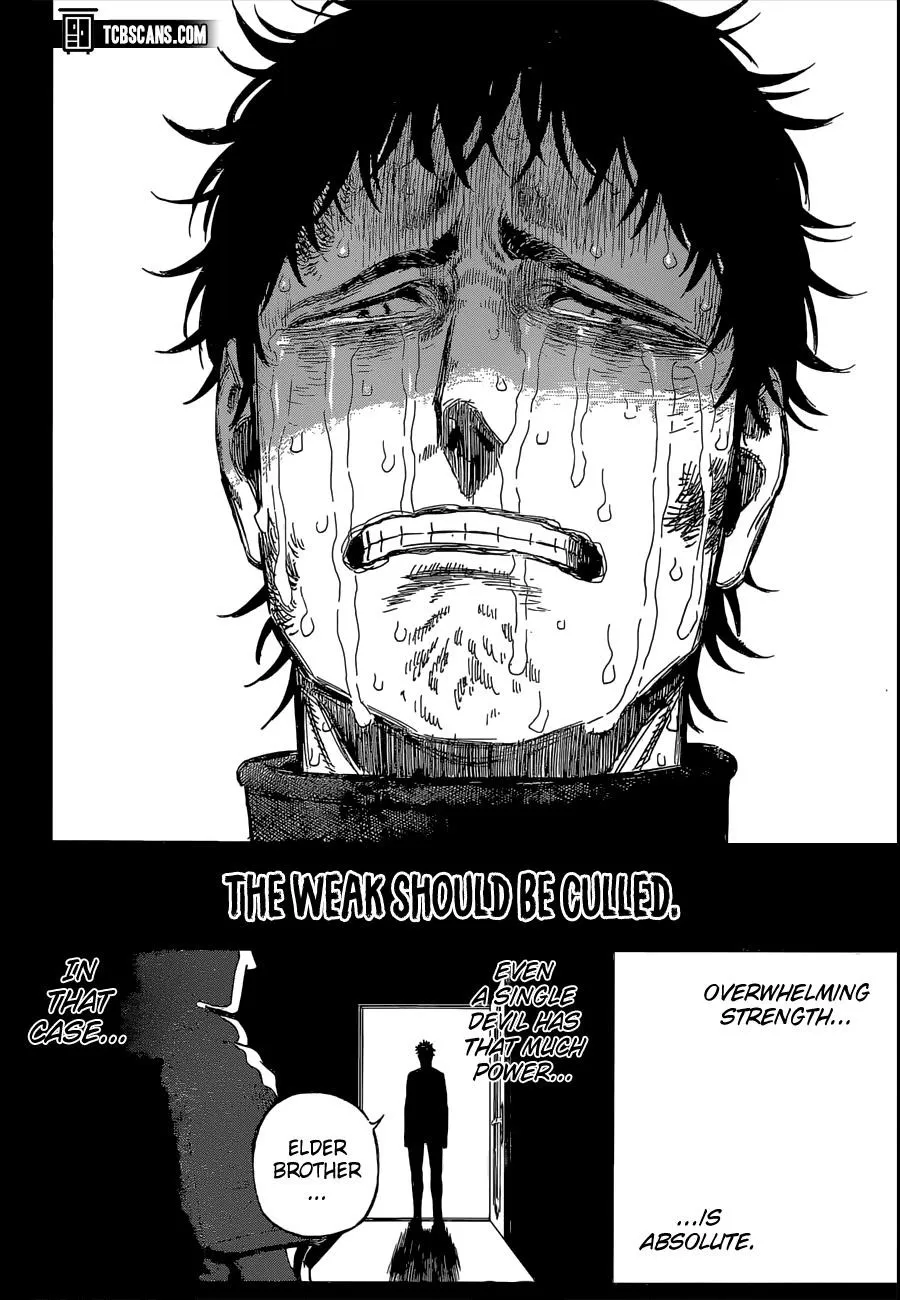 TCBSCANS.COM
THE WEAK SHOULD BE CULLED.
OVERWHELMING
STRENGTH...
...IS
ABSOLUTE.
EVEN
A SINGLE
DEVIL HAS
THAT MUCH
POWER...
ELDER
BROTHER
...
IN
THAT
CASE...